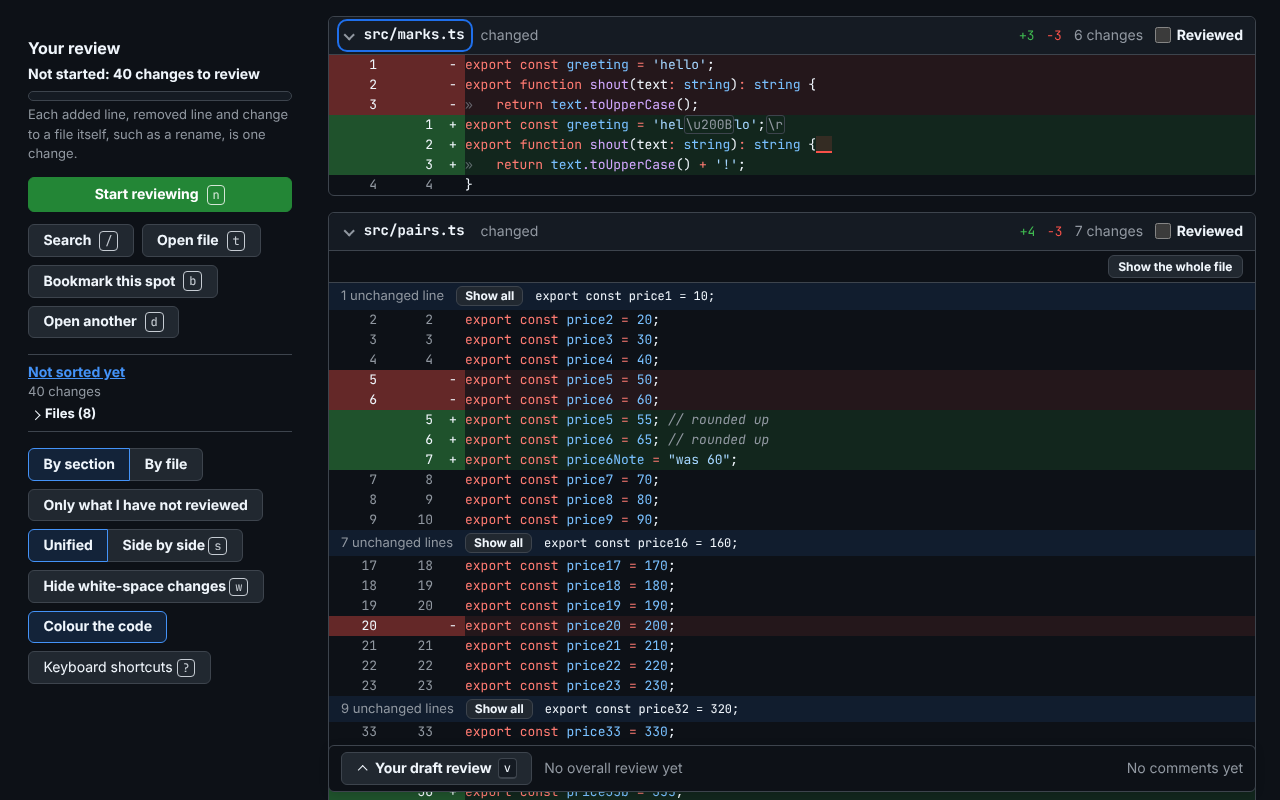 Your review
Not started: 40 changes to review
Each added line, removed line and change
to a file itself, such as a rename, is one
change.
Start reviewing n
Search / Open file t
Bookmark this spot b
Open another d
Not sorted yet
40 changes
Files (8)
By section By file
Only what I have not reviewed
Unified Side by side s
Hide white-space changes w
Colour the code
Keyboard shortcuts ?
src/marks.ts changed +3 -3 6 changes Reviewed
1 - export const greeting = 'hello';
2 - export function shout(text: string): string {
3 - » return text.toUpperCase();
1 + export const greeting = 'hel\u200Blo';\r
2 + export function shout(text: string): string {
3 + » return text.toUpperCase() + '!';
4 4 }
src/pairs.ts changed +4 -3 7 changes Reviewed
Show the whole file
1 unchanged line Show all export const price1 = 10;
2 2 export const price2 = 20;
3 3 export const price3 = 30;
4 4 export const price4 = 40;
5 - export const price5 = 50;
6 - export const price6 = 60;
5 + export const price5 = 55; // rounded up
6 + export const price6 = 65; // rounded up
7 + export const price6Note = "was 60";
7 8 export const price7 = 70;
8 9 export const price8 = 80;
9 10 export const price9 = 90;
7 unchanged lines Show all export const price16 = 160;
17 18 export const price17 = 170;
18 19 export const price18 = 180;
19 20 export const price19 = 190;
20 - export const price20 = 200;
21 21 export const price21 = 210;
22 22 export const price22 = 220;
23 23 export const price23 = 230;
9 unchanged lines Show all export const price32 = 320;
33 33 export const price33 = 330;
Your draft review v No overall review yet No comments yet